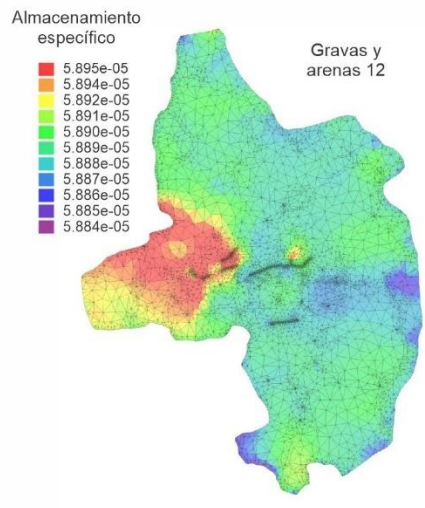 Almacenamiento
específico
5.895e-05
5.894e-05
5.892e-05
5.891e-05
5.890e-05
5.889e-05
5.888e-05
5.887e-05
5.886e-05
5.885e-05
5.884e-05
Gravas y
arenas 12